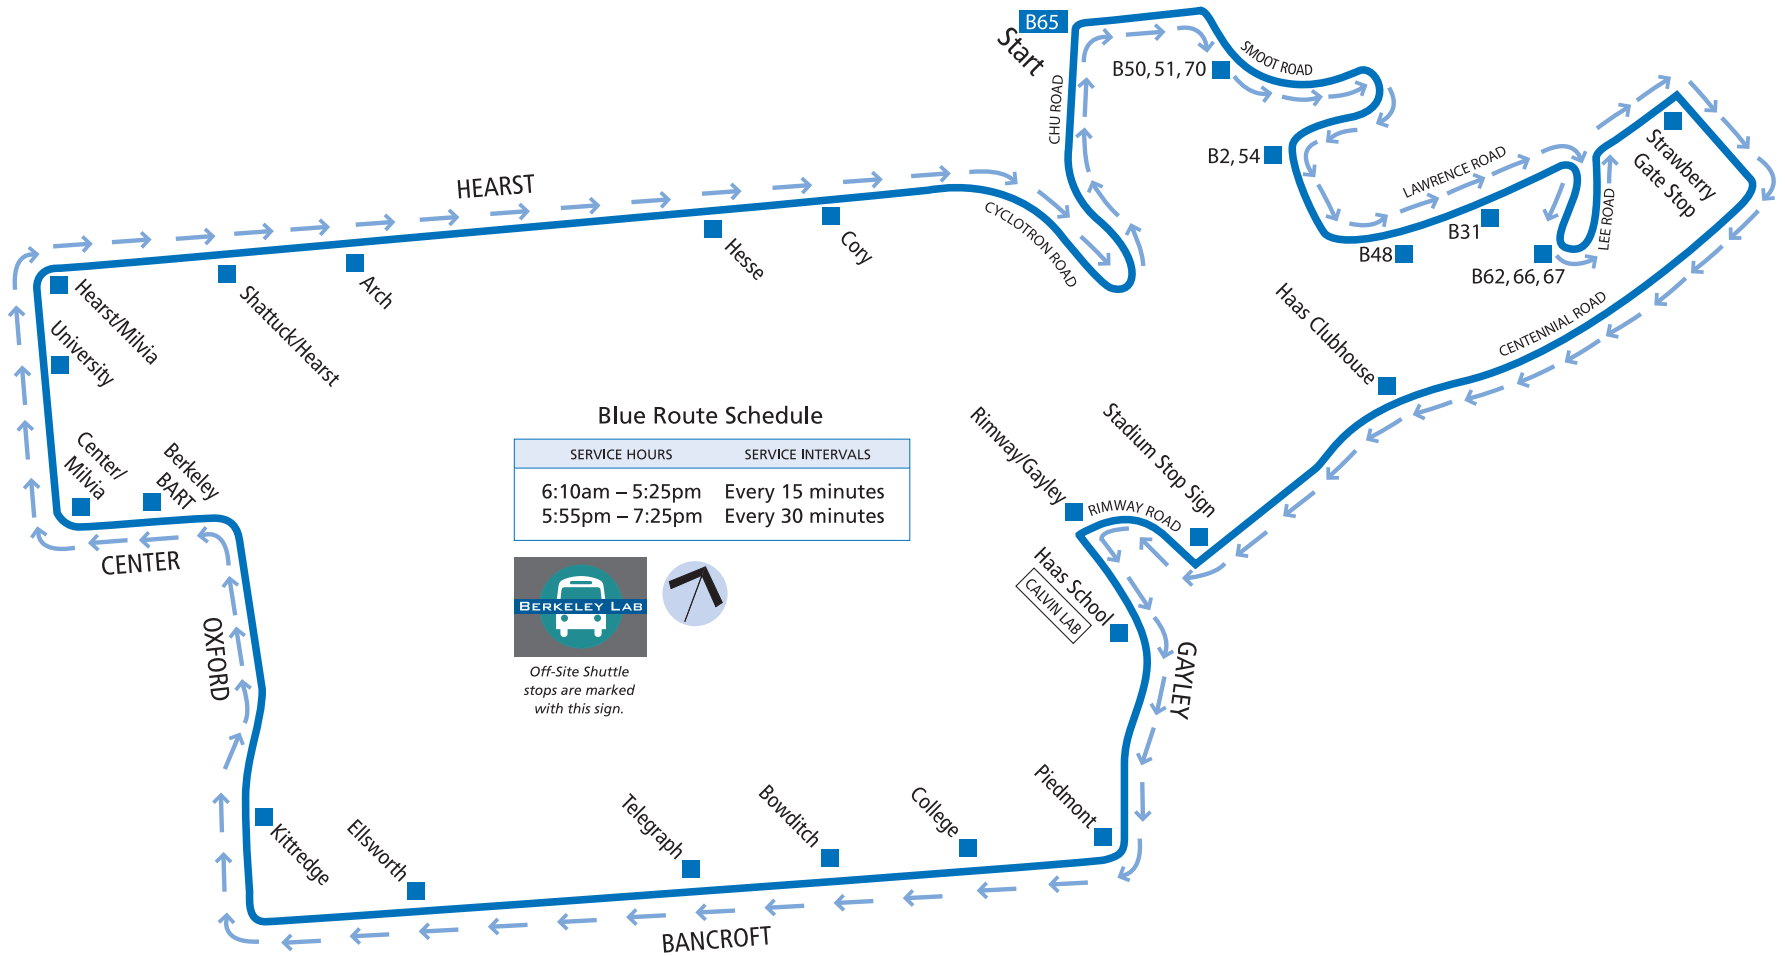 B65
Start
CHU ROAD
B50, 51, 70
SMOOT ROAD
B2, 54
LAWRENCE ROAD
B48
B31
B62, 66, 67
LEE ROAD
Strawberry
Gate Stop
CENTENNIAL ROAD
Haas Clubhouse
Stadium Stop Sign
RIMWAY ROAD
Rimway/Gayley
Haas School
CALVIN LAB
GAYLEY
Piedmont
College
Bowditch
Telegraph
BANCROFT
Ellsworth
Kittredge
OXFORD
Berkeley
BART
CENTER
Center/
Milvia
University
Hearst/Milvia
Shattuck/Hearst
Arch
HEARST
Hesse
Cory
CYCLOTRON ROAD
Blue Route Schedule
SERVICE HOURS SERVICE INTERVALS
6:10am – 5:25pm Every 15 minutes
5:55pm – 7:25pm Every 30 minutes
BERKELEY LAB
Off-Site Shuttle
stops are marked
with this sign.